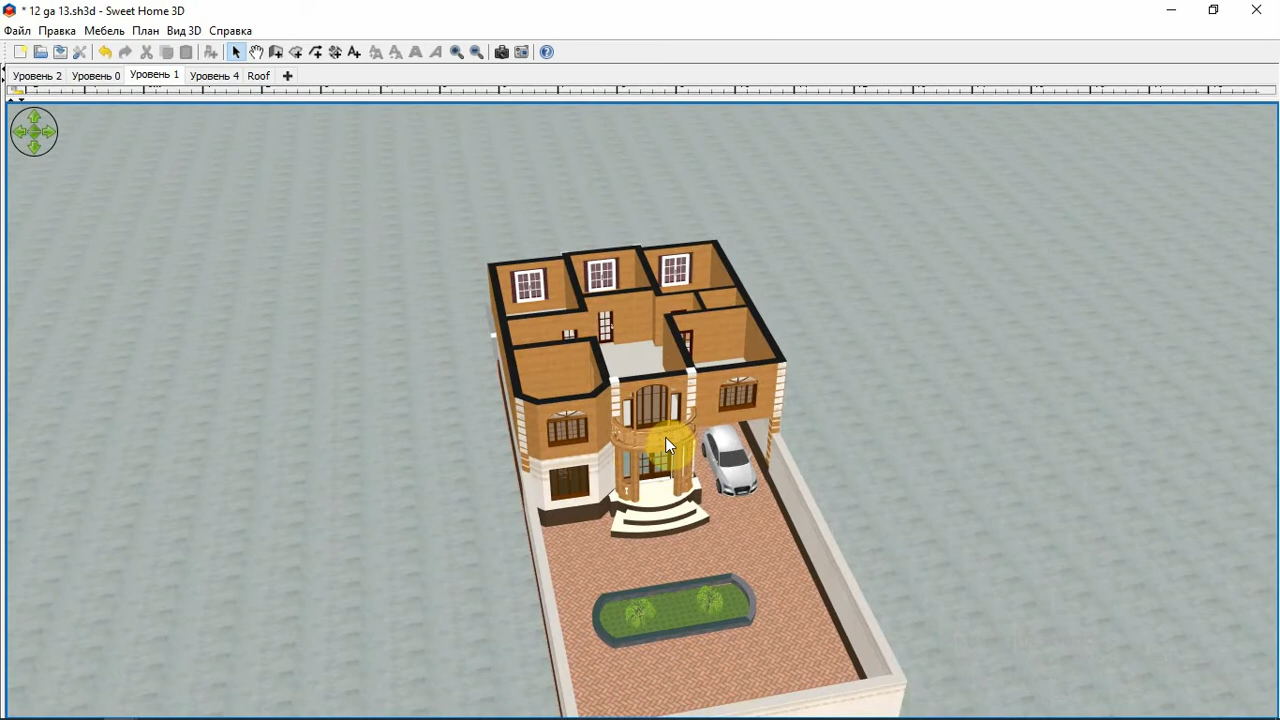 * 12 ga 13.sh3d - Sweet Home 3D
Файл Правка Мебель План Вид 3D Справка
Уровень 2 Уровень 0 Уровень 1 Уровень 4 Roof